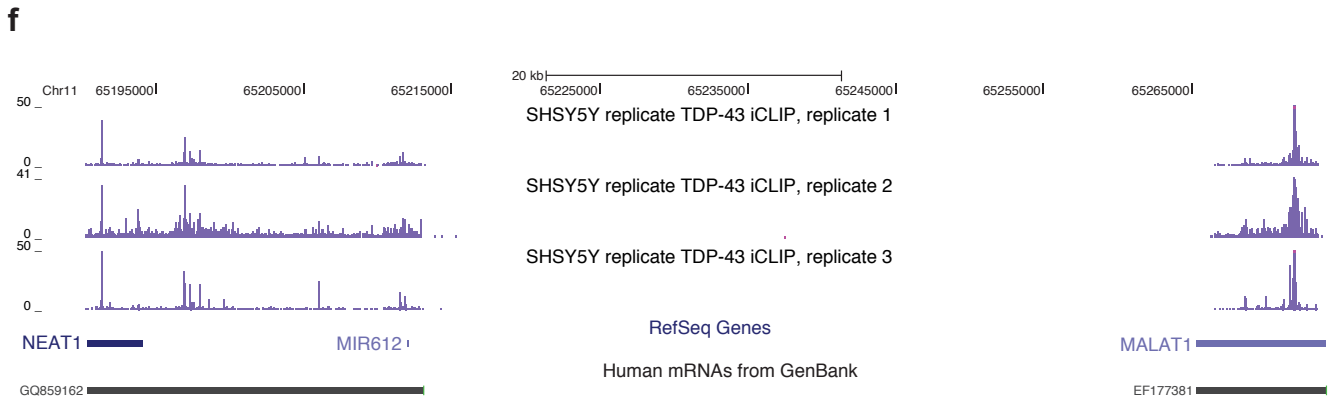 f
20 kb
Chr11 65195000 65205000 65215000 65225000 65235000 65245000 65255000 65265000
50 _
SHSY5Y replicate TDP-43 iCLIP, replicate 1
0 _
41 _
SHSY5Y replicate TDP-43 iCLIP, replicate 2
0 _
50 _
SHSY5Y replicate TDP-43 iCLIP, replicate 3
0 _
RefSeq Genes
NEAT1 MIR612 MALAT1
Human mRNAs from GenBank
GQ859162 EF177381